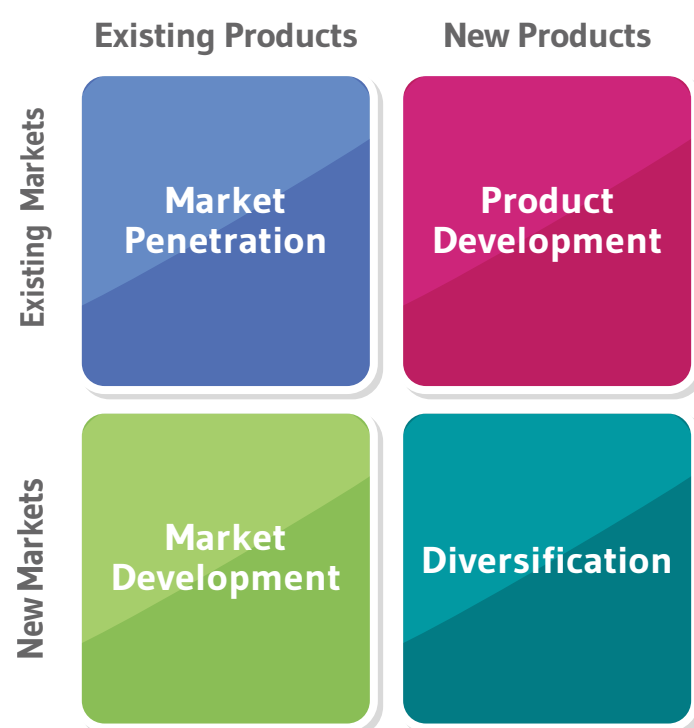 Existing Products
New Products
Existing Markets
Market
Penetration
Product
Development
New Markets
Market
Development
Diversification